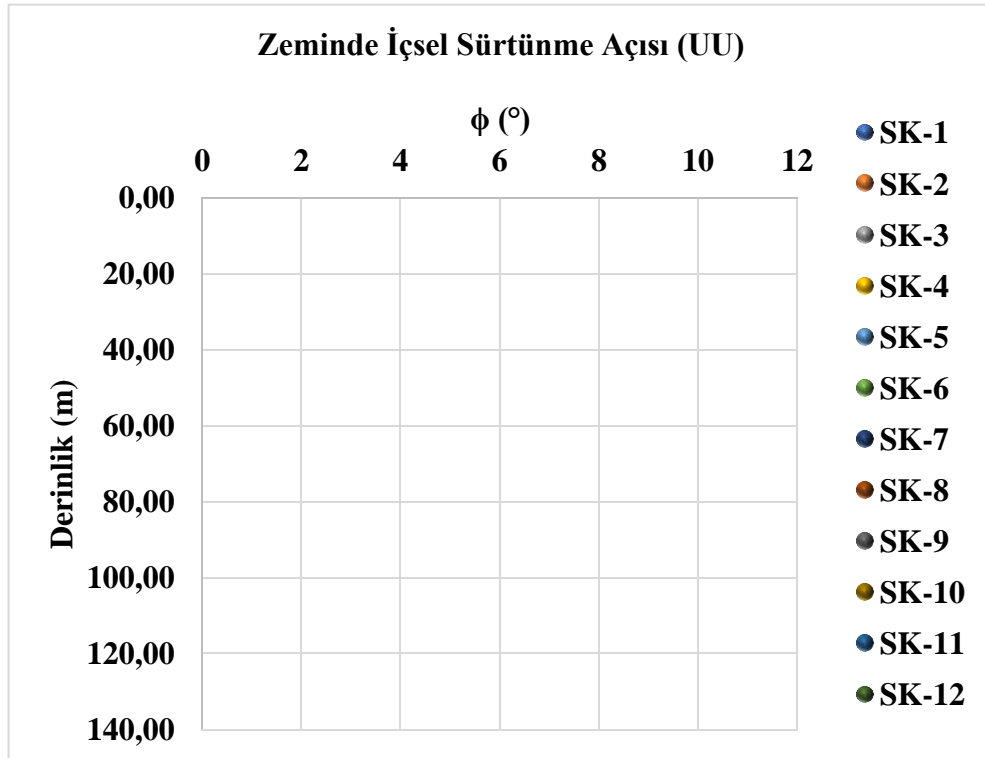 Zeminde İçsel Sürtünme Açısı (UU)
ϕ (°)
0 2 4 6 8 10 12
0,00
20,00
40,00
60,00
80,00
100,00
120,00
140,00
Derinlik (m)
SK-1
SK-2
SK-3
SK-4
SK-5
SK-6
SK-7
SK-8
SK-9
SK-10
SK-11
SK-12